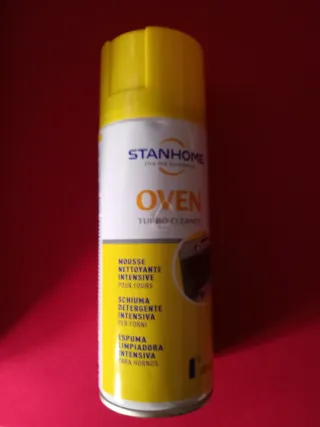 STANHOME
OVEN
TURBO CLEANER
MOUSSE
NETTOYANTE
INTENSIVE
POUR FOURS
SCHIUMA
DETERGENTE
INTENSIVA
PER FORNI
ESPUMA
LIMPIADORA
INTENSIVA
PARA HORNOS